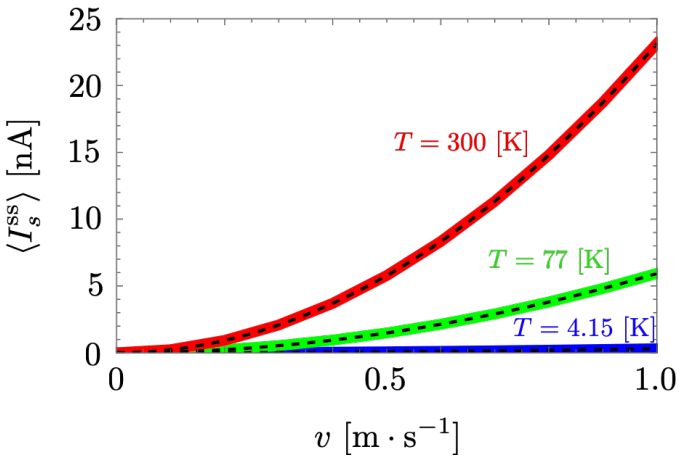 25
20
15
10
5
0
⟨I_s^ss⟩ [nA]
T = 300 [K]
T = 77 [K]
T = 4.15 [K]
0 0.5 1.0
v [m · s⁻¹]